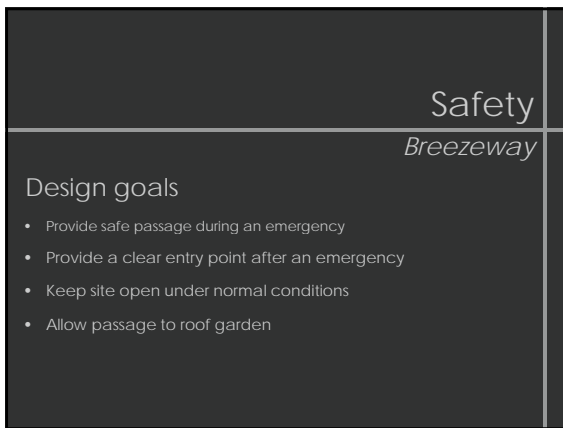 Safety
Breezeway
Design goals
• Provide safe passage during an emergency
• Provide a clear entry point after an emergency
• Keep site open under normal conditions
• Allow passage to roof garden